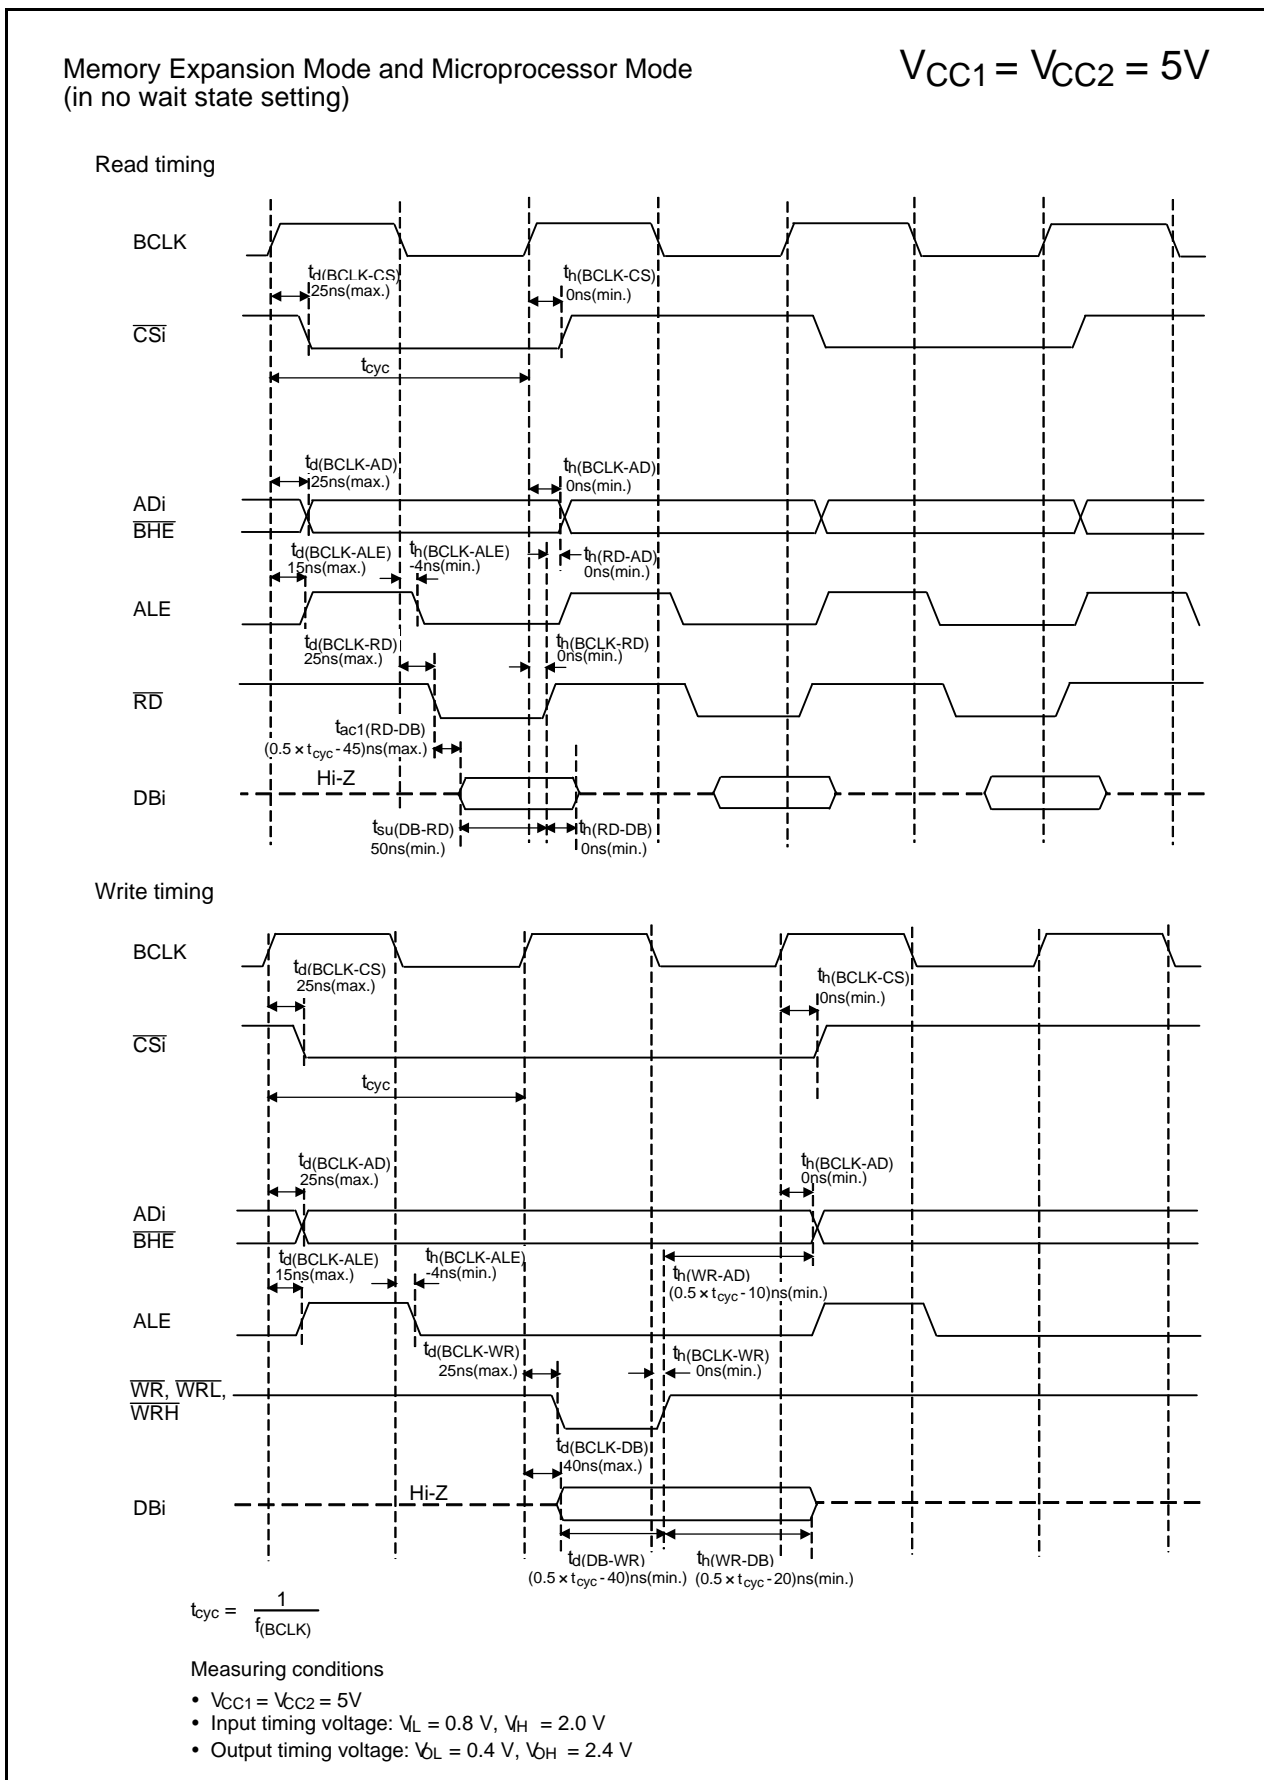 Memory Expansion Mode and Microprocessor Mode
(in no wait state setting)
VCC1 = VCC2 = 5V
Read timing
BCLK
td(BCLK-CS)
25ns(max.)
th(BCLK-CS)
0ns(min.)
CSi
tcyc
td(BCLK-AD)
25ns(max.)
th(BCLK-AD)
0ns(min.)
ADi
BHE
td(BCLK-ALE)
15ns(max.)
th(BCLK-ALE)
-4ns(min.)
th(RD-AD)
0ns(min.)
ALE
td(BCLK-RD)
25ns(max.)
th(BCLK-RD)
0ns(min.)
RD
tac1(RD-DB)
(0.5 × tcyc - 45)ns(max.)
Hi-Z
DBi
tsu(DB-RD)
50ns(min.)
th(RD-DB)
0ns(min.)
Write timing
BCLK
td(BCLK-CS)
25ns(max.)
th(BCLK-CS)
0ns(min.)
CSi
tcyc
td(BCLK-AD)
25ns(max.)
th(BCLK-AD)
0ns(min.)
ADi
BHE
td(BCLK-ALE)
15ns(max.)
th(BCLK-ALE)
-4ns(min.)
th(WR-AD)
(0.5 × tcyc - 10)ns(min.)
ALE
td(BCLK-WR)
25ns(max.)
th(BCLK-WR)
0ns(min.)
WR, WRL,
WRH
td(BCLK-DB)
40ns(max.)
Hi-Z
DBi
td(DB-WR)
(0.5 × tcyc - 40)ns(min.)
th(WR-DB)
(0.5 × tcyc - 20)ns(min.)
tcyc = 1
f(BCLK)
Measuring conditions
• VCC1 = VCC2 = 5V
• Input timing voltage: VIL = 0.8 V, VIH = 2.0 V
• Output timing voltage: VOL = 0.4 V, VOH = 2.4 V